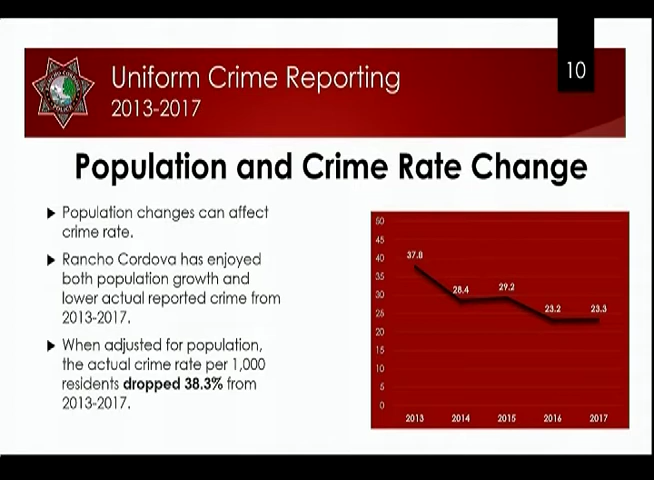 10
Uniform Crime Reporting
2013-2017
Population and Crime Rate Change
Population changes can affect
crime rate.
Rancho Cordova has enjoyed
both population growth and
lower actual reported crime from
2013-2017.
When adjusted for population,
the actual crime rate per 1,000
residents dropped 38.3% from
2013-2017.
50
45
40
35
30
25
20
15
10
5
0
37.8
28.4
29.2
23.2
23.3
2013
2014
2015
2016
2017